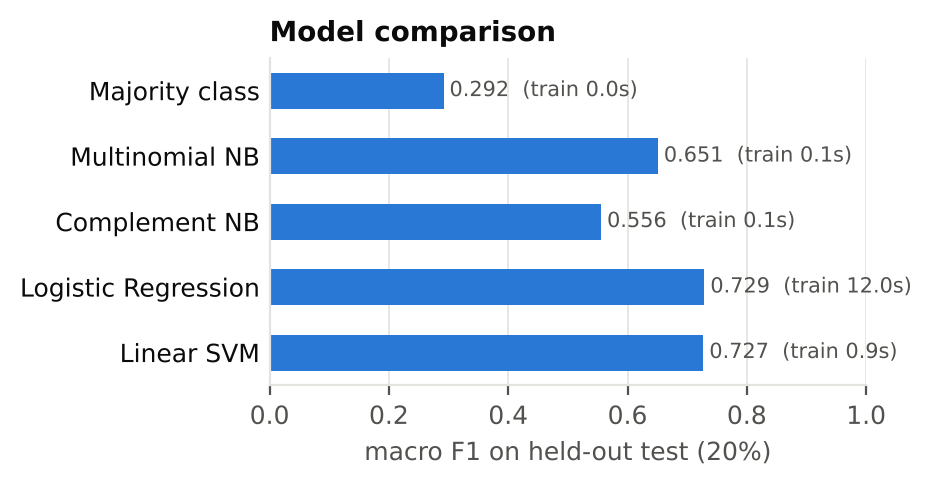 Model comparison
Majority class 0.292 (train 0.0s)
Multinomial NB 0.651 (train 0.1s)
Complement NB 0.556 (train 0.1s)
Logistic Regression 0.729 (train 12.0s)
Linear SVM 0.727 (train 0.9s)
0.0 0.2 0.4 0.6 0.8 1.0
macro F1 on held-out test (20%)